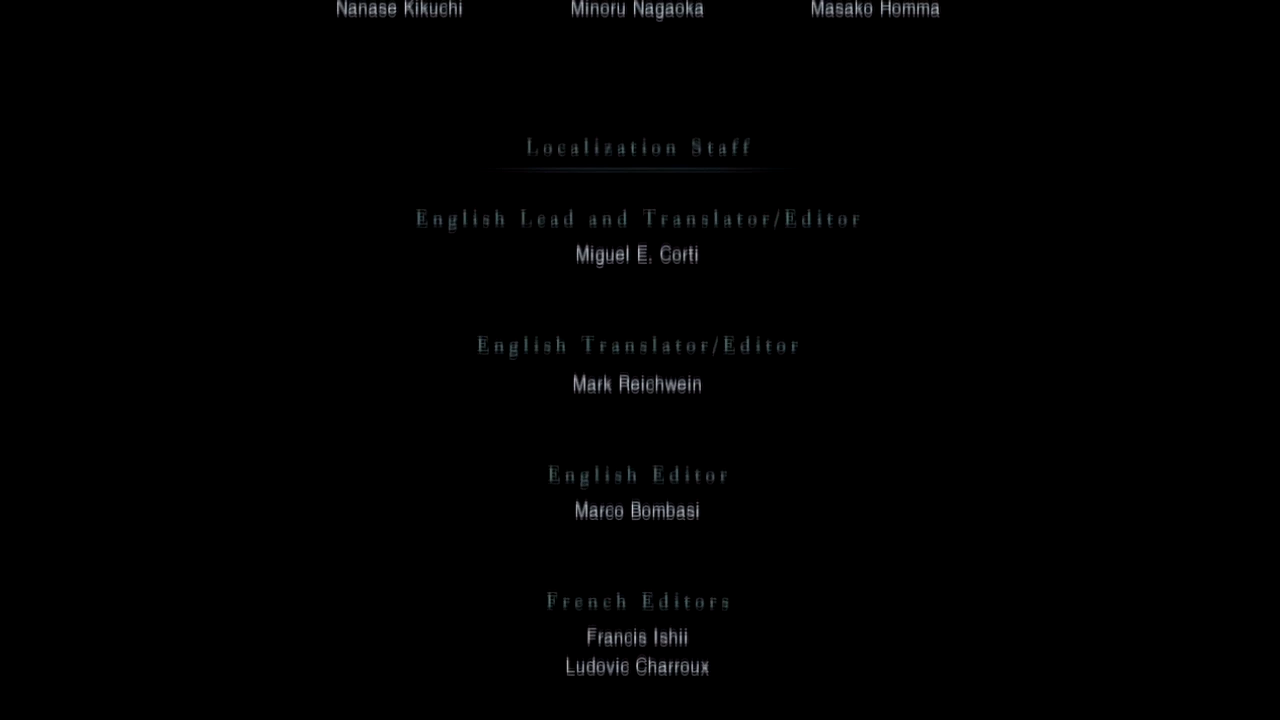 Nanase Kikuchi Minoru Nagaoka Masako Homma
Localization Staff
English Lead and Translator/Editor
Miguel E. Corti
English Translator/Editor
Mark Reichwein
English Editor
Marco Bombasi
French Editors
Francis Ishii
Ludovic Charroux